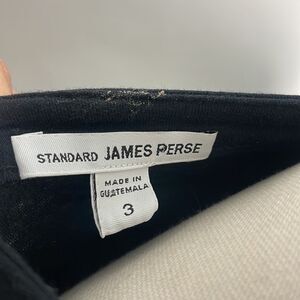 STANDARD JAMES PERSE
MADE IN
GUATEMALA
3